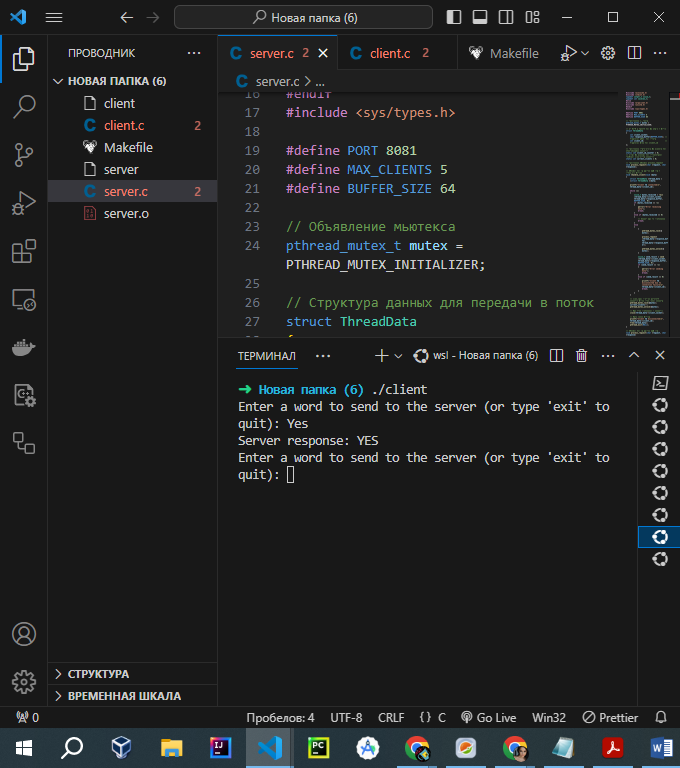 Новая папка (6)
ПРОВОДНИК
НОВАЯ ПАПКА (6)
client
client.c 2
Makefile
server
server.c 2
server.o
СТРУКТУРА
ВРЕМЕННАЯ ШКАЛА
server.c 2 client.c 2 Makefile
server.c > ...
16 #endif
17 #include <sys/types.h>
18
19 #define PORT 8081
20 #define MAX_CLIENTS 5
21 #define BUFFER_SIZE 64
22
23 // Объявление мьютекса
24 pthread_mutex_t mutex =
PTHREAD_MUTEX_INITIALIZER;
25
26 // Структура данных для передачи в поток
27 struct ThreadData
ТЕРМИНАЛ wsl - Новая папка (6)
→ Новая папка (6) ./client
Enter a word to send to the server (or type 'exit' to
quit): Yes
Server response: YES
Enter a word to send to the server (or type 'exit' to
quit):
0 Пробелов: 4 UTF-8 CRLF {} C Go Live Win32 Prettier